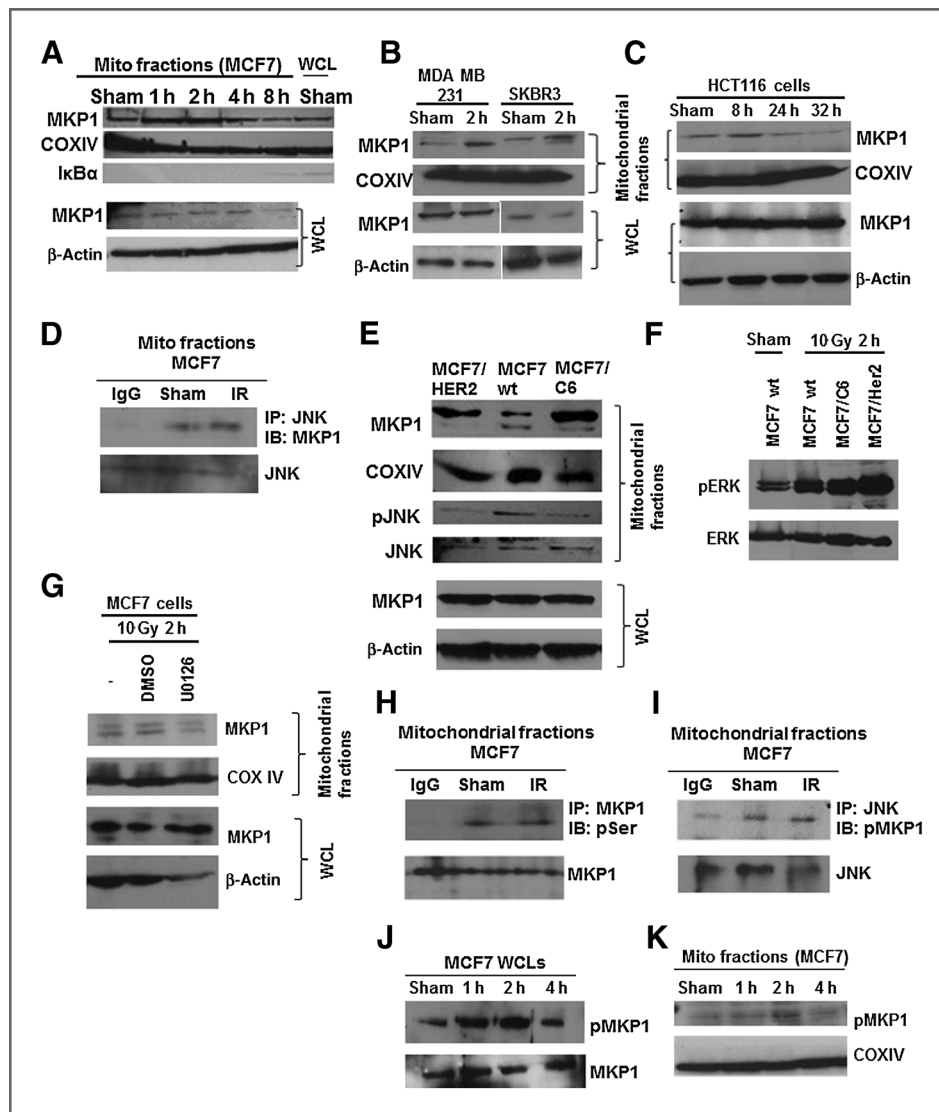 A
Mito fractions (MCF7) WCL
Sham 1 h 2 h 4 h 8 h Sham
MKP1
COXIV
IκBα
MKP1
β-Actin
WCL
B
MDA MB
231 SKBR3
Sham 2 h Sham 2 h
MKP1
COXIV
MKP1
β-Actin
Mitochondrial
fractions
WCL
C
HCT116 cells
Sham 8 h 24 h 32 h
MKP1
COXIV
MKP1
β-Actin
D
Mito fractions
MCF7
IgG Sham IR
IP: JNK
IB: MKP1
JNK
E
MCF7/ MCF7 MCF7/
HER2 wt C6
MKP1
COXIV
pJNK
JNK
MKP1
β-Actin
Mitochondrial
fractions
WCL
F
Sham 10 Gy 2 h
MCF7 wt
MCF7 wt
MCF7/C6
MCF7/Her2
pERK
ERK
G
MCF7 cells
10 Gy 2 h
-
DMSO
U0126
MKP1
COX IV
MKP1
β-Actin
Mitochondrial
fractions
WCL
H
Mitochondrial fractions
MCF7
IgG Sham IR
IP: MKP1
IB: pSer
MKP1
I
Mitochondrial fractions
MCF7
IgG Sham IR
IP: JNK
IB: pMKP1
JNK
J
MCF7 WCLs
Sham 1 h 2 h 4 h
pMKP1
MKP1
K
Mito fractions (MCF7)
Sham 1 h 2 h 4 h
pMKP1
COXIV